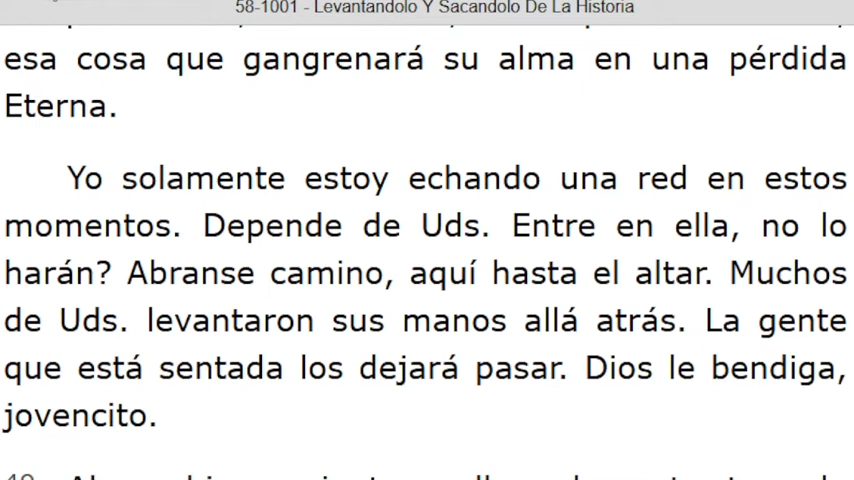 58-1001 - Levantandolo Y Sacandolo De La Historia
esa cosa que gangrenará su alma en una pérdida
Eterna.
Yo solamente estoy echando una red en estos
momentos. Depende de Uds. Entre en ella, no lo
harán? Abranse camino, aquí hasta el altar. Muchos
de Uds. levantaron sus manos allá atrás. La gente
que está sentada los dejará pasar. Dios le bendiga,
jovencito.